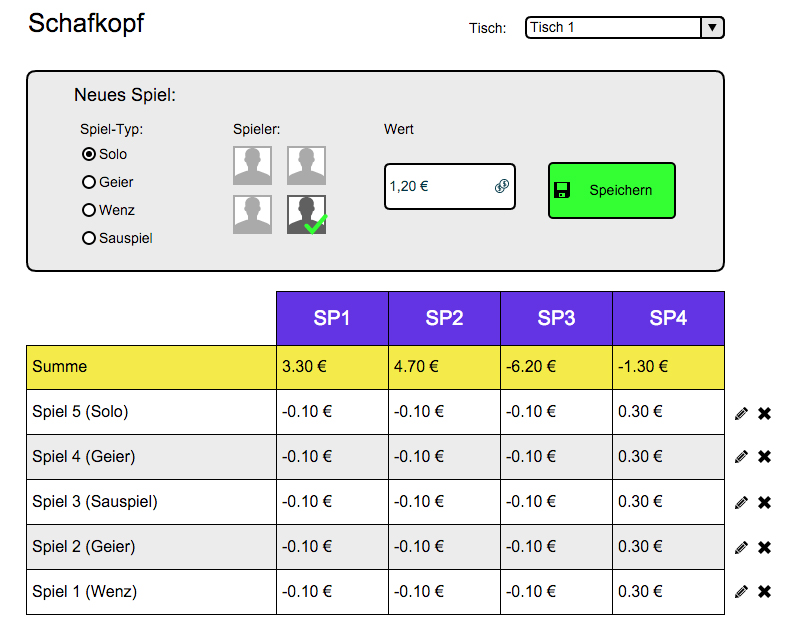 Schafkopf
Tisch: Tisch 1
Neues Spiel:
Spiel-Typ: Spieler: Wert
Solo
Geier
Wenz
Sauspiel
1,20 €
Speichern
SP1 SP2 SP3 SP4
Summe 3.30 € 4.70 € -6.20 € -1.30 €
Spiel 5 (Solo) -0.10 € -0.10 € -0.10 € 0.30 €
Spiel 4 (Geier) -0.10 € -0.10 € -0.10 € 0.30 €
Spiel 3 (Sauspiel) -0.10 € -0.10 € -0.10 € 0.30 €
Spiel 2 (Geier) -0.10 € -0.10 € -0.10 € 0.30 €
Spiel 1 (Wenz) -0.10 € -0.10 € -0.10 € 0.30 €